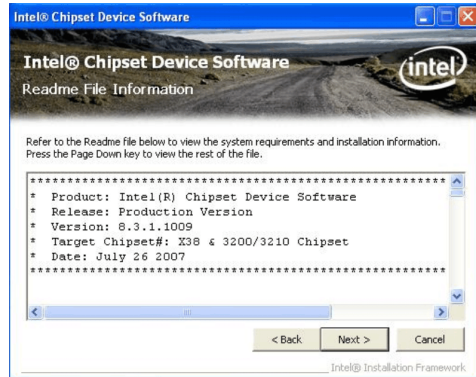 Intel® Chipset Device Software
Intel® Chipset Device Software
intel
Readme File Information
Refer to the Readme file below to view the system requirements and installation information.
Press the Page Down key to view the rest of the file.
************************************************************
* Product: Intel(R) Chipset Device Software
* Release: Production Version
* Version: 8.3.1.1009
* Target Chipset#: X38 & 3200/3210 Chipset
* Date: July 26 2007
************************************************************
< Back Next > Cancel
Intel® Installation Framework